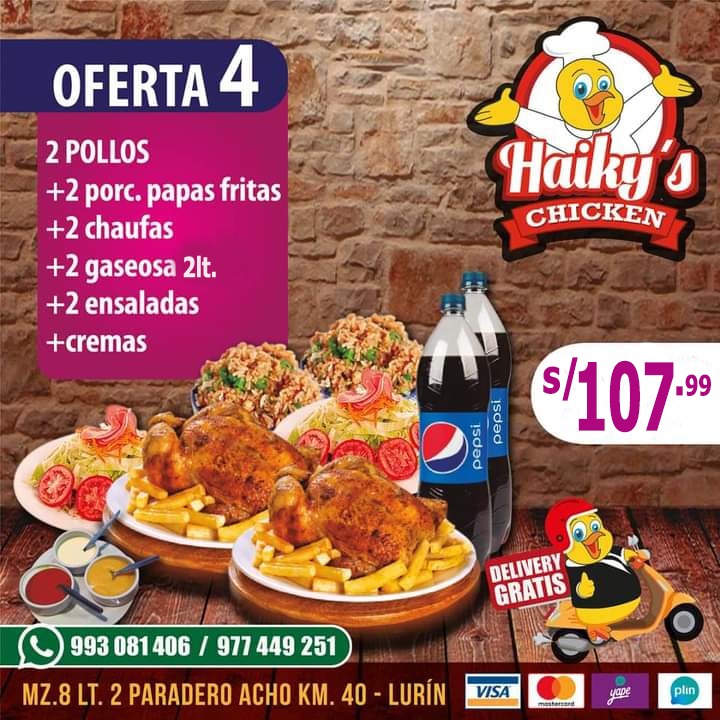 OFERTA 4
2 POLLOS
+2 porc. papas fritas
+2 chaufas
+2 gaseosa 2lt.
+2 ensaladas
+cremas
Haiky's
CHICKEN
s/107.99
pepsi
pepsi
DELIVERY
GRATIS
993 081 406 / 977 449 251
MZ.8 LT. 2 PARADERO ACHO KM. 40 - LURÍN
VISA
mastercard
yape
plin